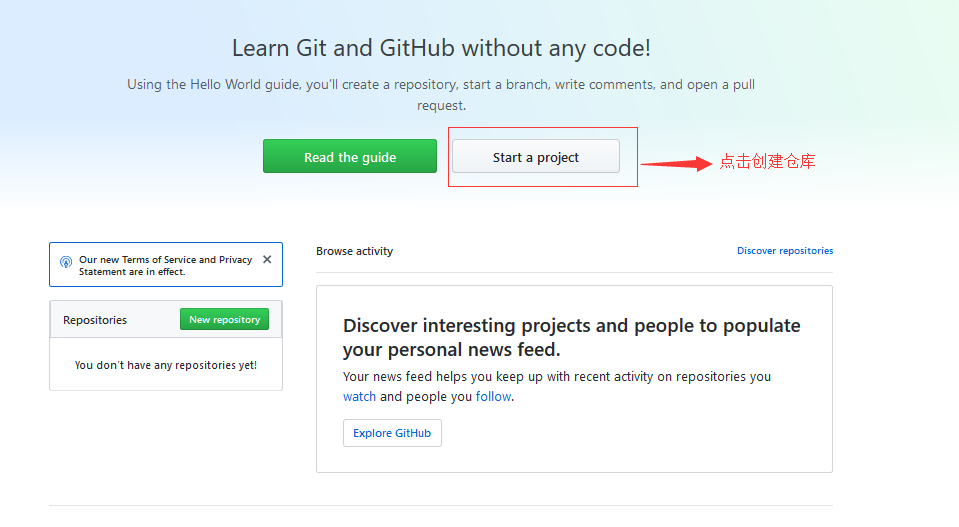 Learn Git and GitHub without any code!
Using the Hello World guide, you'll create a repository, start a branch, write comments, and open a pull
request.
Read the guide
Start a project
点击创建仓库
Our new Terms of Service and Privacy
Statement are in effect.
Repositories
New repository
You don't have any repositories yet!
Browse activity
Discover repositories
Discover interesting projects and people to populate
your personal news feed.
Your news feed helps you keep up with recent activity on repositories you
watch and people you follow.
Explore GitHub